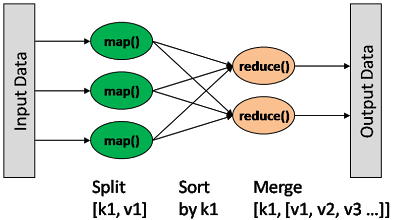 Input Data
map()
map()
map()
reduce()
reduce()
Output Data
Split
[k1, v1]
Sort
by k1
Merge
[k1, [v1, v2, v3 ...]]